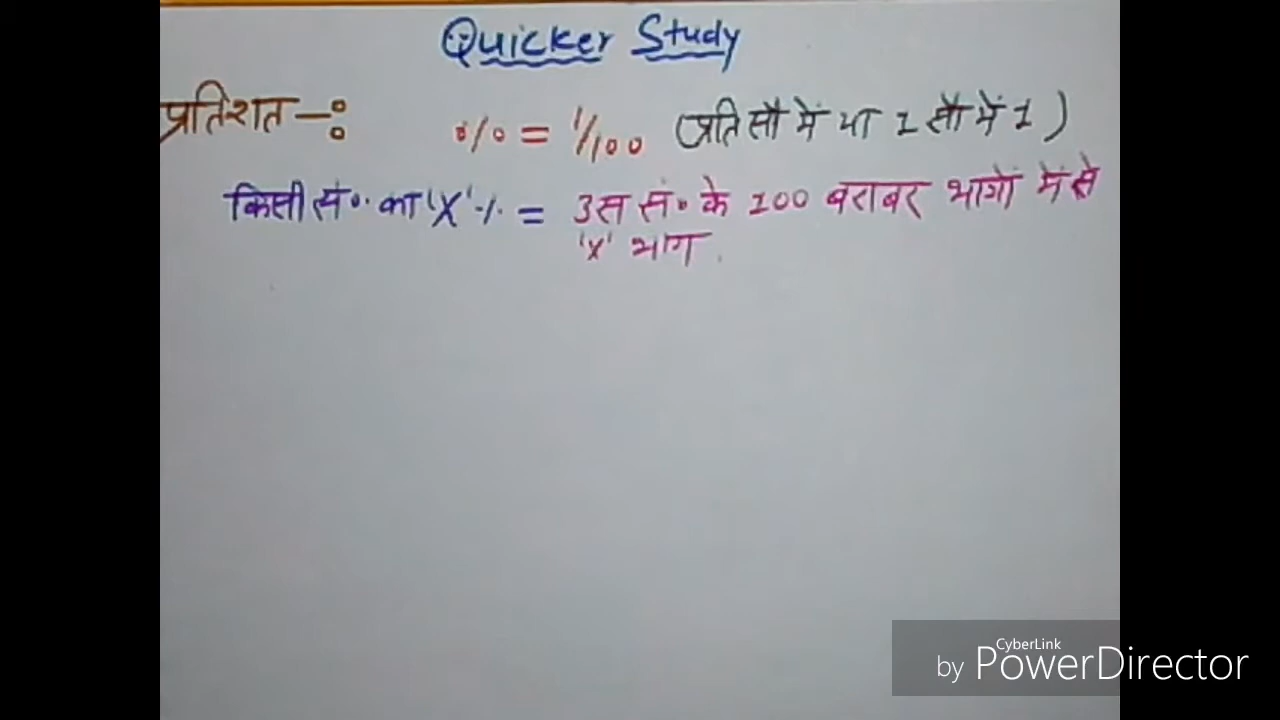 Quicker Study
प्रतिशत —: % = 1/100 (प्रति सौ में या 1 सौ में 1)
किसी सं॰ का 'X' % = उस सं॰ के 100 बराबर भागों में से
'X' भाग.
CyberLink
by PowerDirector